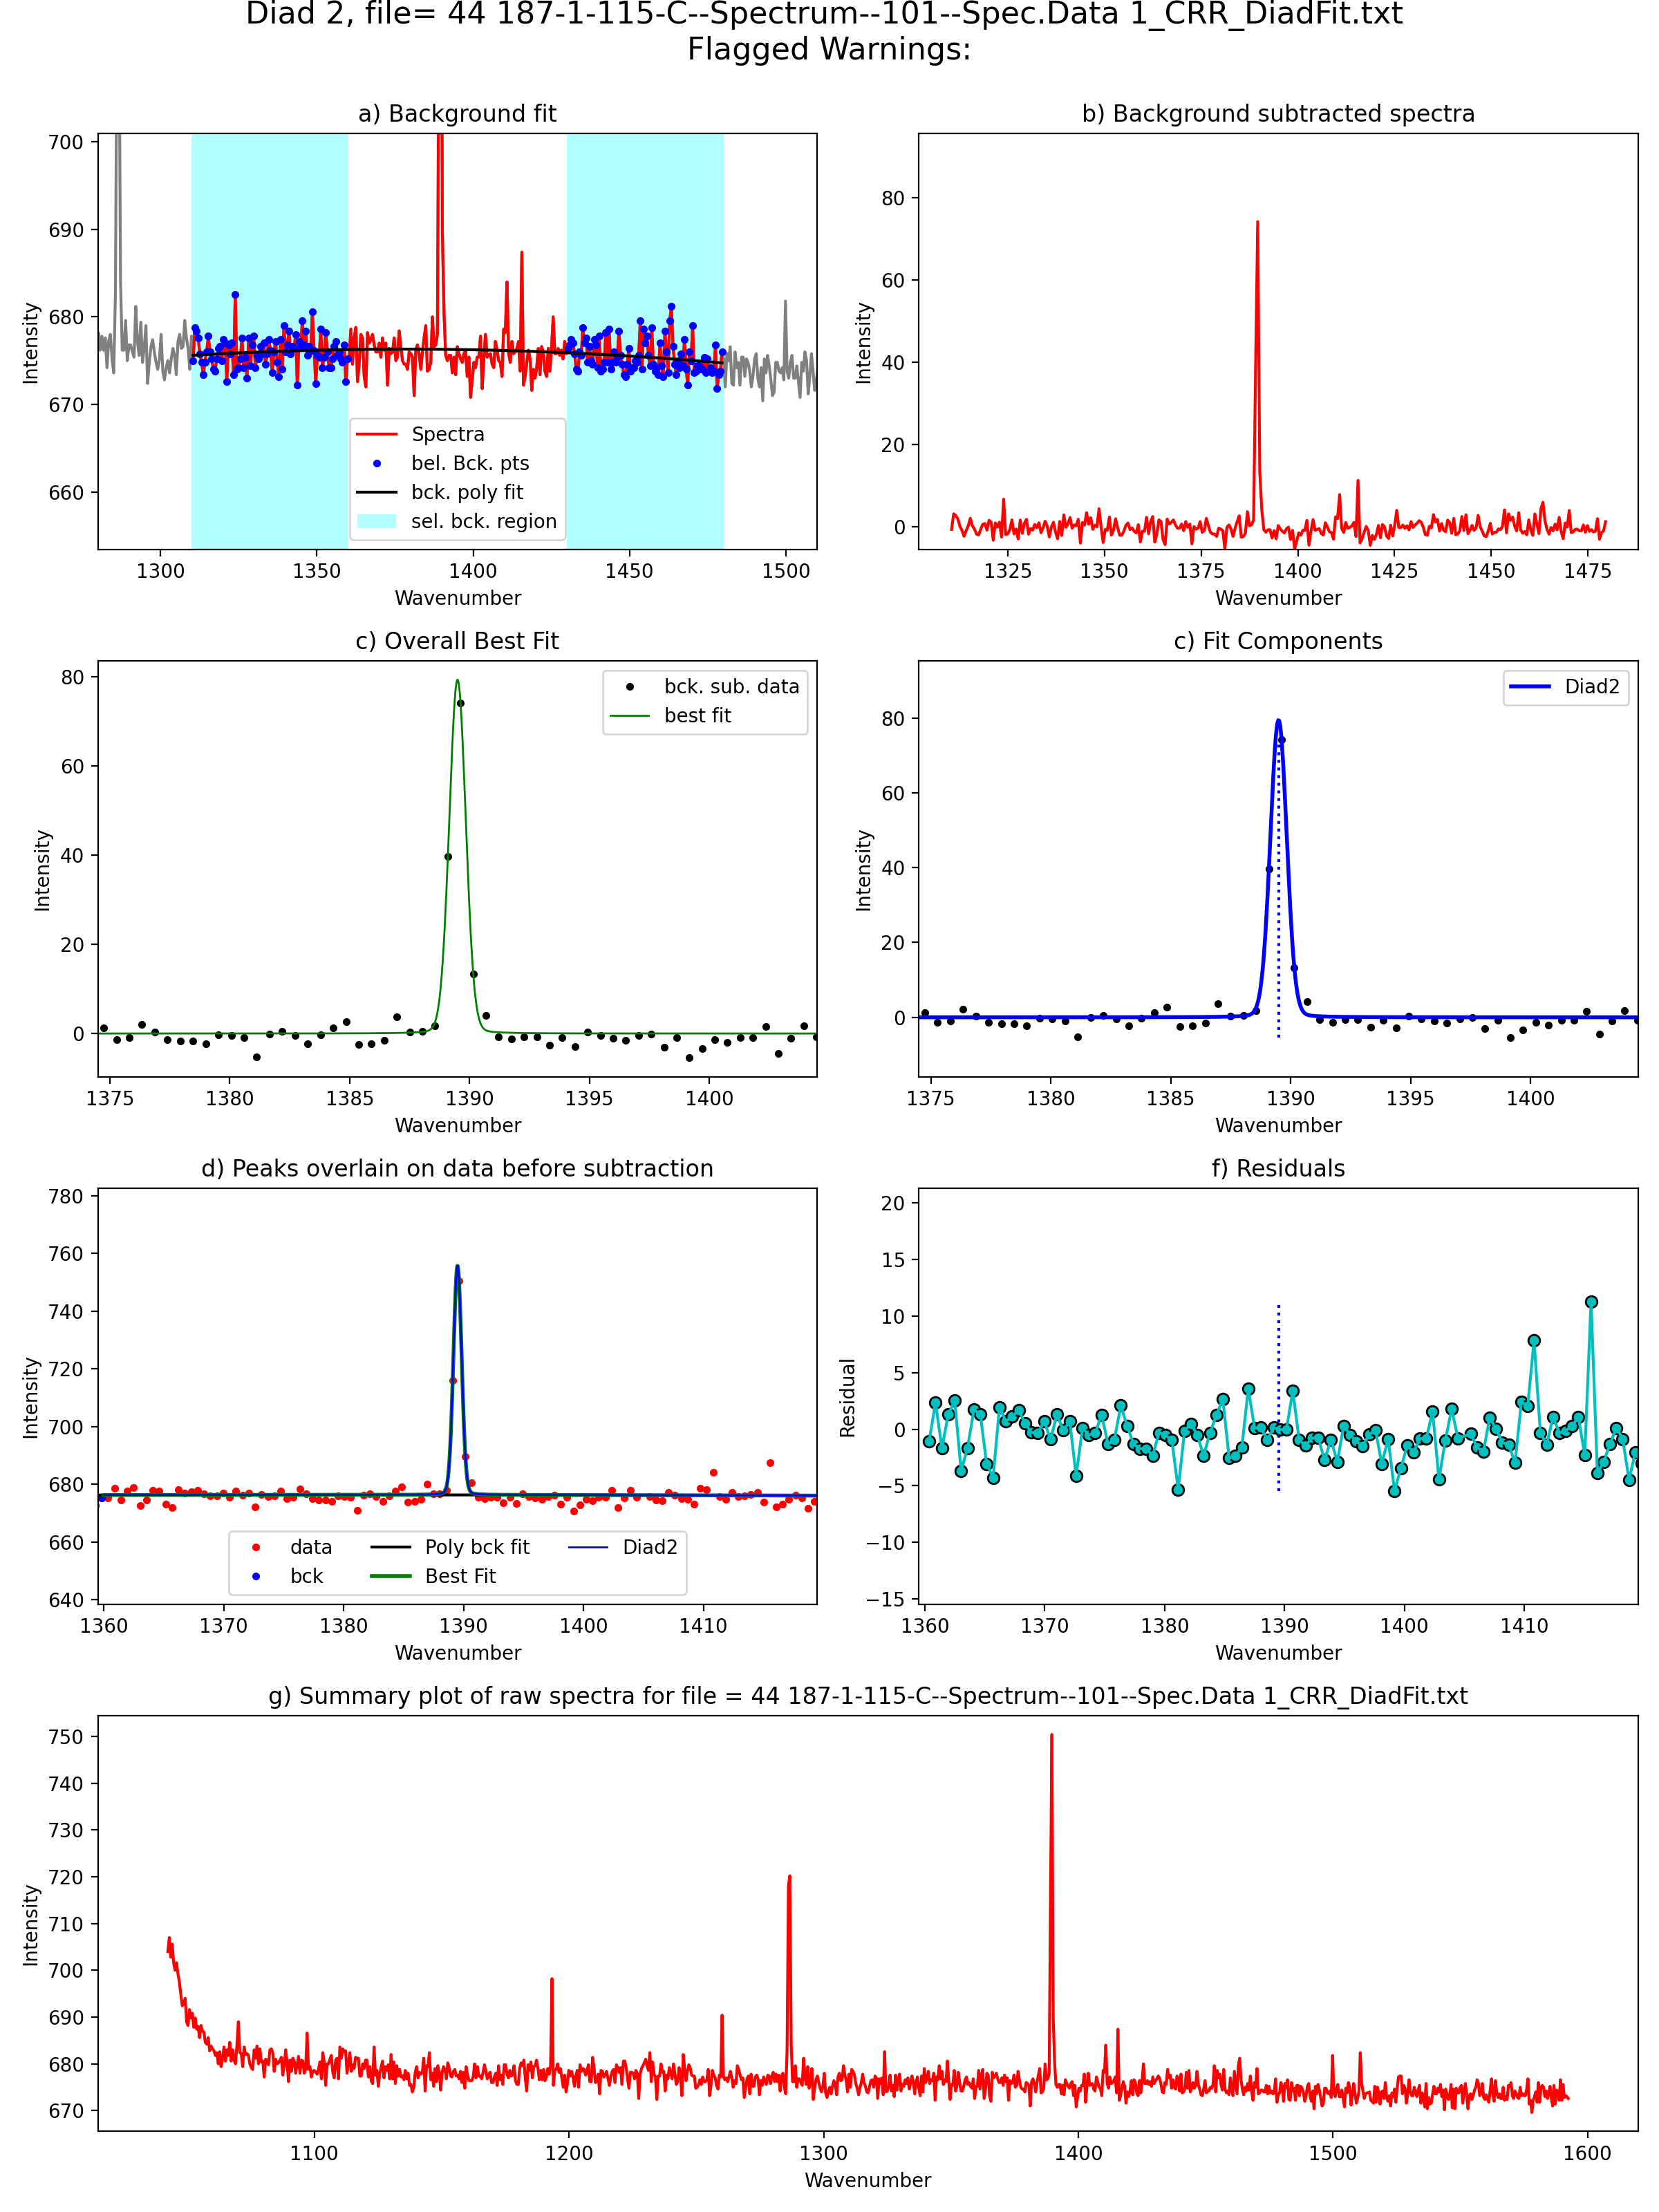 Diad 2, file= 44 187-1-115-C--Spectrum--101--Spec.Data 1_CRR_DiadFit.txt
Flagged Warnings:
a) Background fit
700
690
680
670
660
Intensity
1300 1350 1400 1450 1500
Wavenumber
Spectra
bel. Bck. pts
bck. poly fit
sel. bck. region
b) Background subtracted spectra
80
60
40
20
0
Intensity
1325 1350 1375 1400 1425 1450 1475
Wavenumber
c) Overall Best Fit
80
60
40
20
0
Intensity
1375 1380 1385 1390 1395 1400
Wavenumber
bck. sub. data
best fit
c) Fit Components
80
60
40
20
0
Intensity
1375 1380 1385 1390 1395 1400
Wavenumber
Diad2
d) Peaks overlain on data before subtraction
780
760
740
720
700
680
660
640
Intensity
1360 1370 1380 1390 1400 1410
Wavenumber
data Poly bck fit Diad2
bck Best Fit
f) Residuals
20
15
10
5
0
−5
−10
−15
Residual
1360 1370 1380 1390 1400 1410
Wavenumber
g) Summary plot of raw spectra for file = 44 187-1-115-C--Spectrum--101--Spec.Data 1_CRR_DiadFit.txt
750
740
730
720
710
700
690
680
670
Intensity
1100 1200 1300 1400 1500 1600
Wavenumber